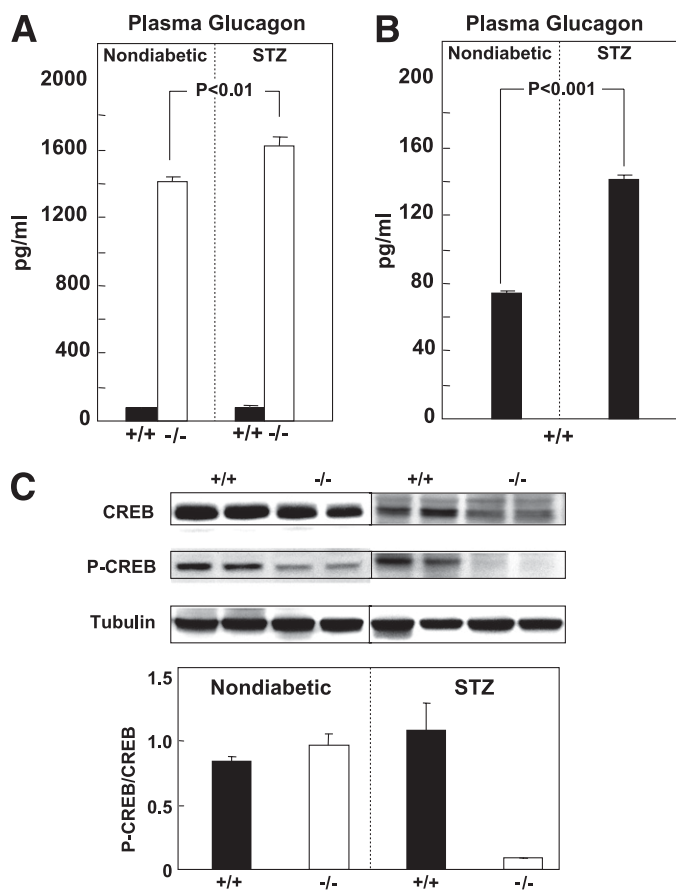 A
Plasma Glucagon
Nondiabetic STZ
P<0.01
pg/ml
2000
1600
1200
800
400
0
+/+ -/- +/+ -/-
B
Plasma Glucagon
Nondiabetic STZ
P<0.001
pg/ml
200
160
120
80
40
0
+/+
C
+/+ -/- +/+ -/-
CREB
P-CREB
Tubulin
Nondiabetic STZ
P-CREB/CREB
1.5
1.0
0.5
0
+/+ -/- +/+ -/-